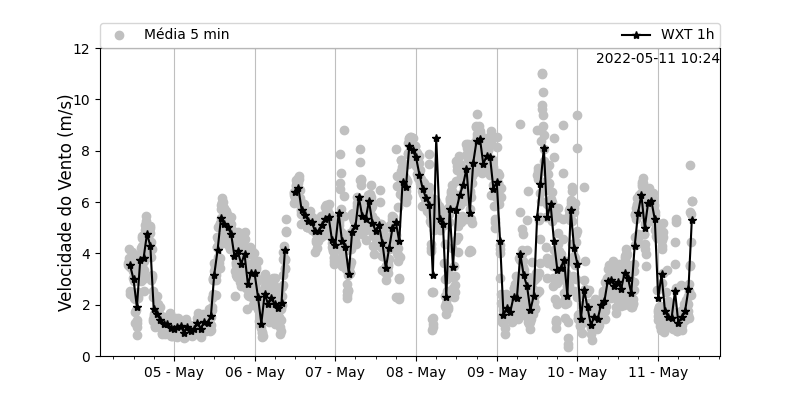 Média 5 min
WXT 1h
2022-05-11 10:24
Velocidade do Vento (m/s)
12
10
8
6
4
2
0
05 - May
06 - May
07 - May
08 - May
09 - May
10 - May
11 - May